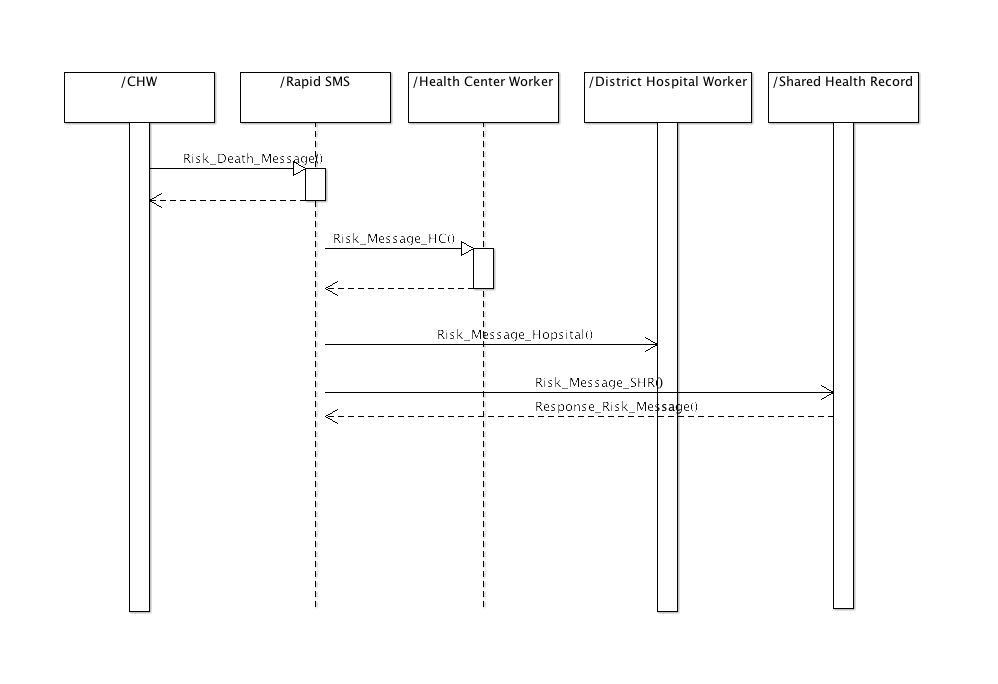 /CHW
/Rapid SMS
/Health Center Worker
/District Hospital Worker
/Shared Health Record
Risk_Death_Message()
Risk_Message_HC()
Risk_Message_Hopsital()
Risk_Message_SHR()
Response_Risk_Message()